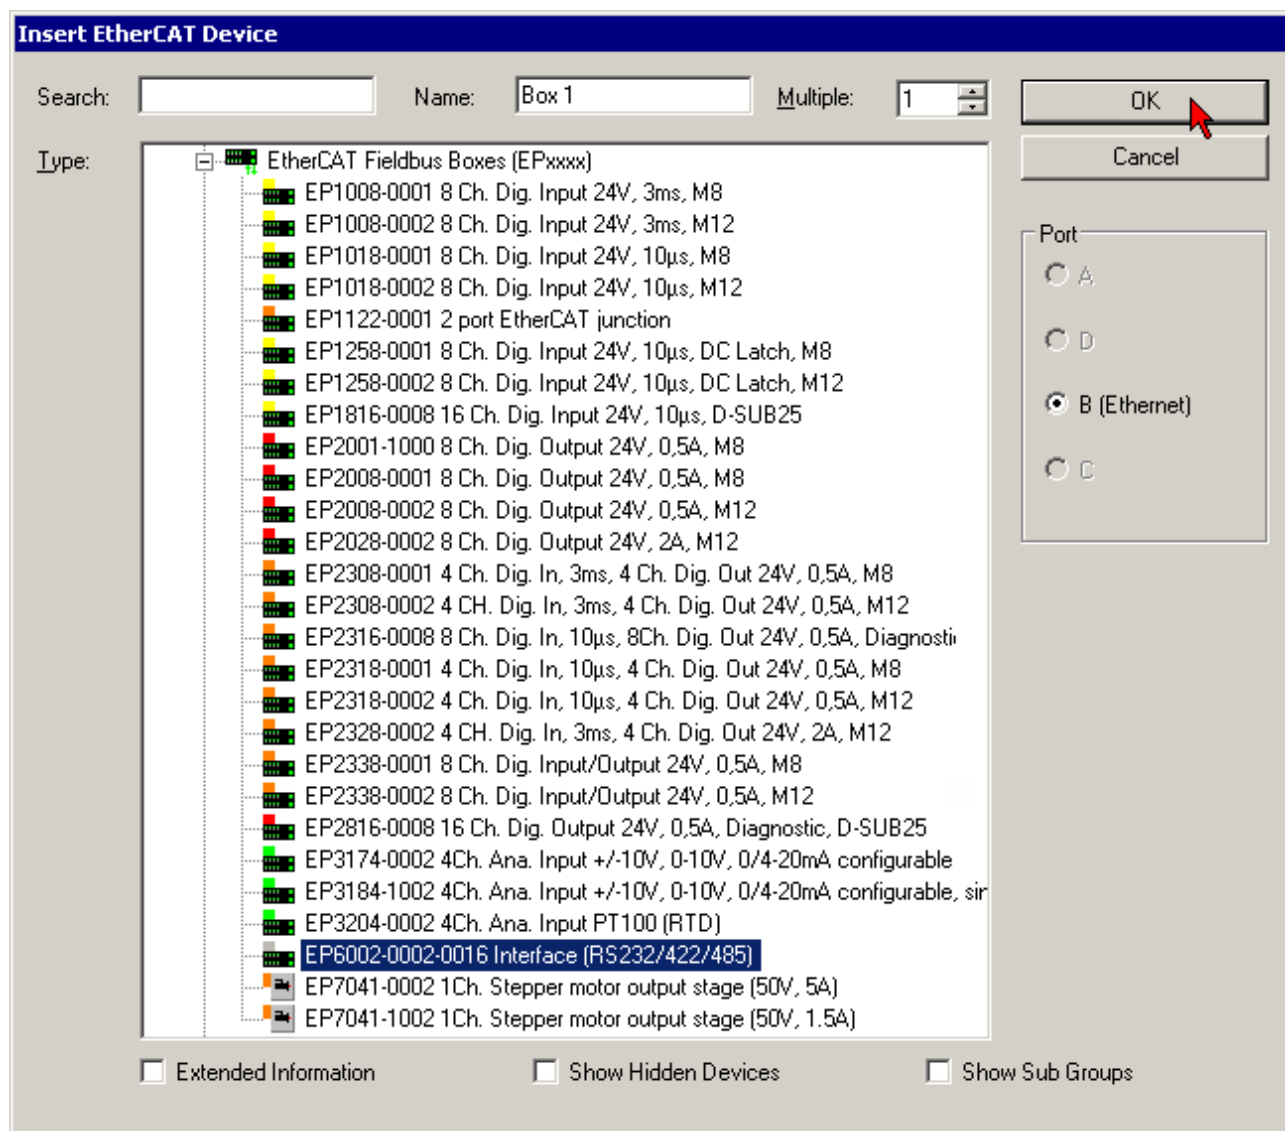 Insert EtherCAT Device
Search: Name: Box 1 Multiple: 1 OK
Type: Cancel
EtherCAT Fieldbus Boxes (EPxxxx)
EP1008-0001 8 Ch. Dig. Input 24V, 3ms, M8
EP1008-0002 8 Ch. Dig. Input 24V, 3ms, M12
EP1018-0001 8 Ch. Dig. Input 24V, 10µs, M8
EP1018-0002 8 Ch. Dig. Input 24V, 10µs, M12
EP1122-0001 2 port EtherCAT junction
EP1258-0001 8 Ch. Dig. Input 24V, 10µs, DC Latch, M8
EP1258-0002 8 Ch. Dig. Input 24V, 10µs, DC Latch, M12
EP1816-0008 16 Ch. Dig. Input 24V, 10µs, D-SUB25
EP2001-1000 8 Ch. Dig. Output 24V, 0,5A, M8
EP2008-0001 8 Ch. Dig. Output 24V, 0,5A, M8
EP2008-0002 8 Ch. Dig. Output 24V, 0,5A, M12
EP2028-0002 8 Ch. Dig. Output 24V, 2A, M12
EP2308-0001 4 Ch. Dig. In, 3ms, 4 Ch. Dig. Out 24V, 0,5A, M8
EP2308-0002 4 CH. Dig. In, 3ms, 4 Ch. Dig. Out 24V, 0,5A, M12
EP2316-0008 8 Ch. Dig. In, 10µs, 8Ch. Dig. Out 24V, 0,5A, Diagnosti
EP2318-0001 4 Ch. Dig. In, 10µs, 4 Ch. Dig. Out 24V, 0,5A, M8
EP2318-0002 4 Ch. Dig. In, 10µs, 4 Ch. Dig. Out 24V, 0,5A, M12
EP2328-0002 4 CH. Dig. In, 3ms, 4 Ch. Dig. Out 24V, 2A, M12
EP2338-0001 8 Ch. Dig. Input/Output 24V, 0,5A, M8
EP2338-0002 8 Ch. Dig. Input/Output 24V, 0,5A, M12
EP2816-0008 16 Ch. Dig. Output 24V, 0,5A, Diagnostic, D-SUB25
EP3174-0002 4Ch. Ana. Input +/-10V, 0-10V, 0/4-20mA configurable
EP3184-1002 4Ch. Ana. Input +/-10V, 0-10V, 0/4-20mA configurable, sin
EP3204-0002 4Ch. Ana. Input PT100 (RTD)
EP6002-0002-0016 Interface (RS232/422/485)
EP7041-0002 1Ch. Stepper motor output stage (50V, 5A)
EP7041-1002 1Ch. Stepper motor output stage (50V, 1.5A)
Port
A
D
B (Ethernet)
C
Extended Information
Show Hidden Devices
Show Sub Groups